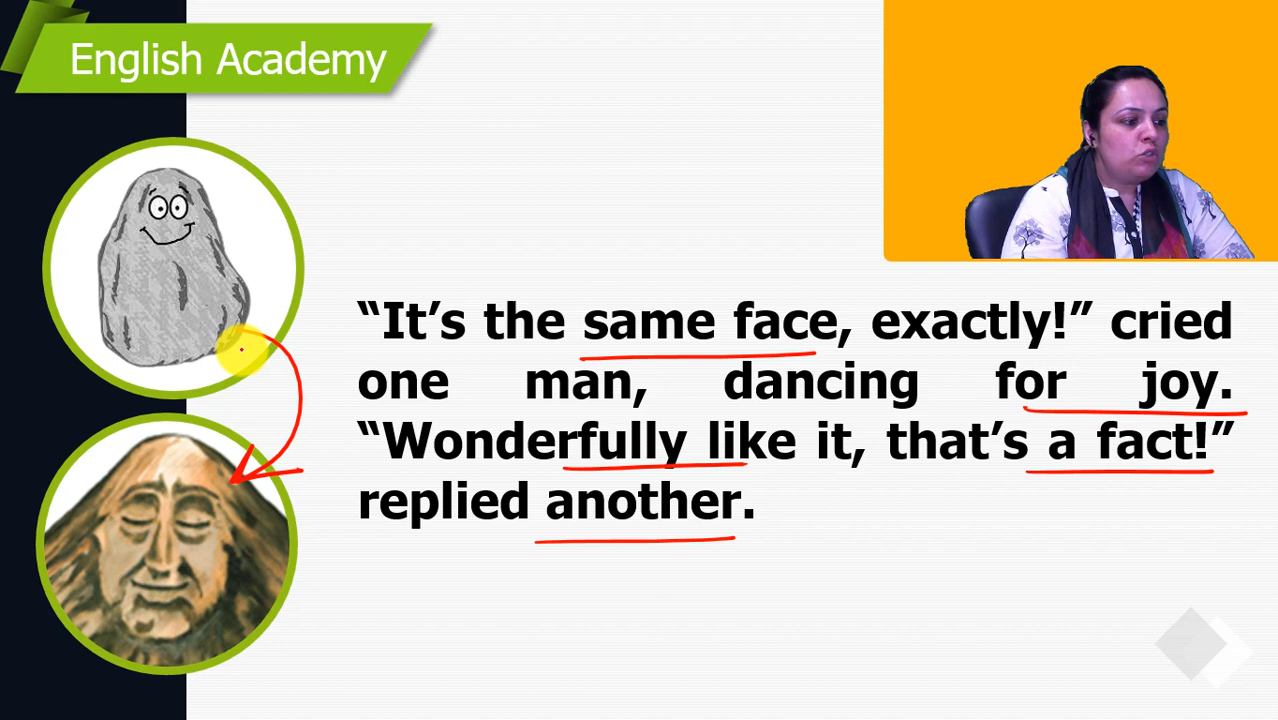 English Academy
“It’s the same face, exactly!” cried
one man, dancing for joy.
“Wonderfully like it, that’s a fact!”
replied another.